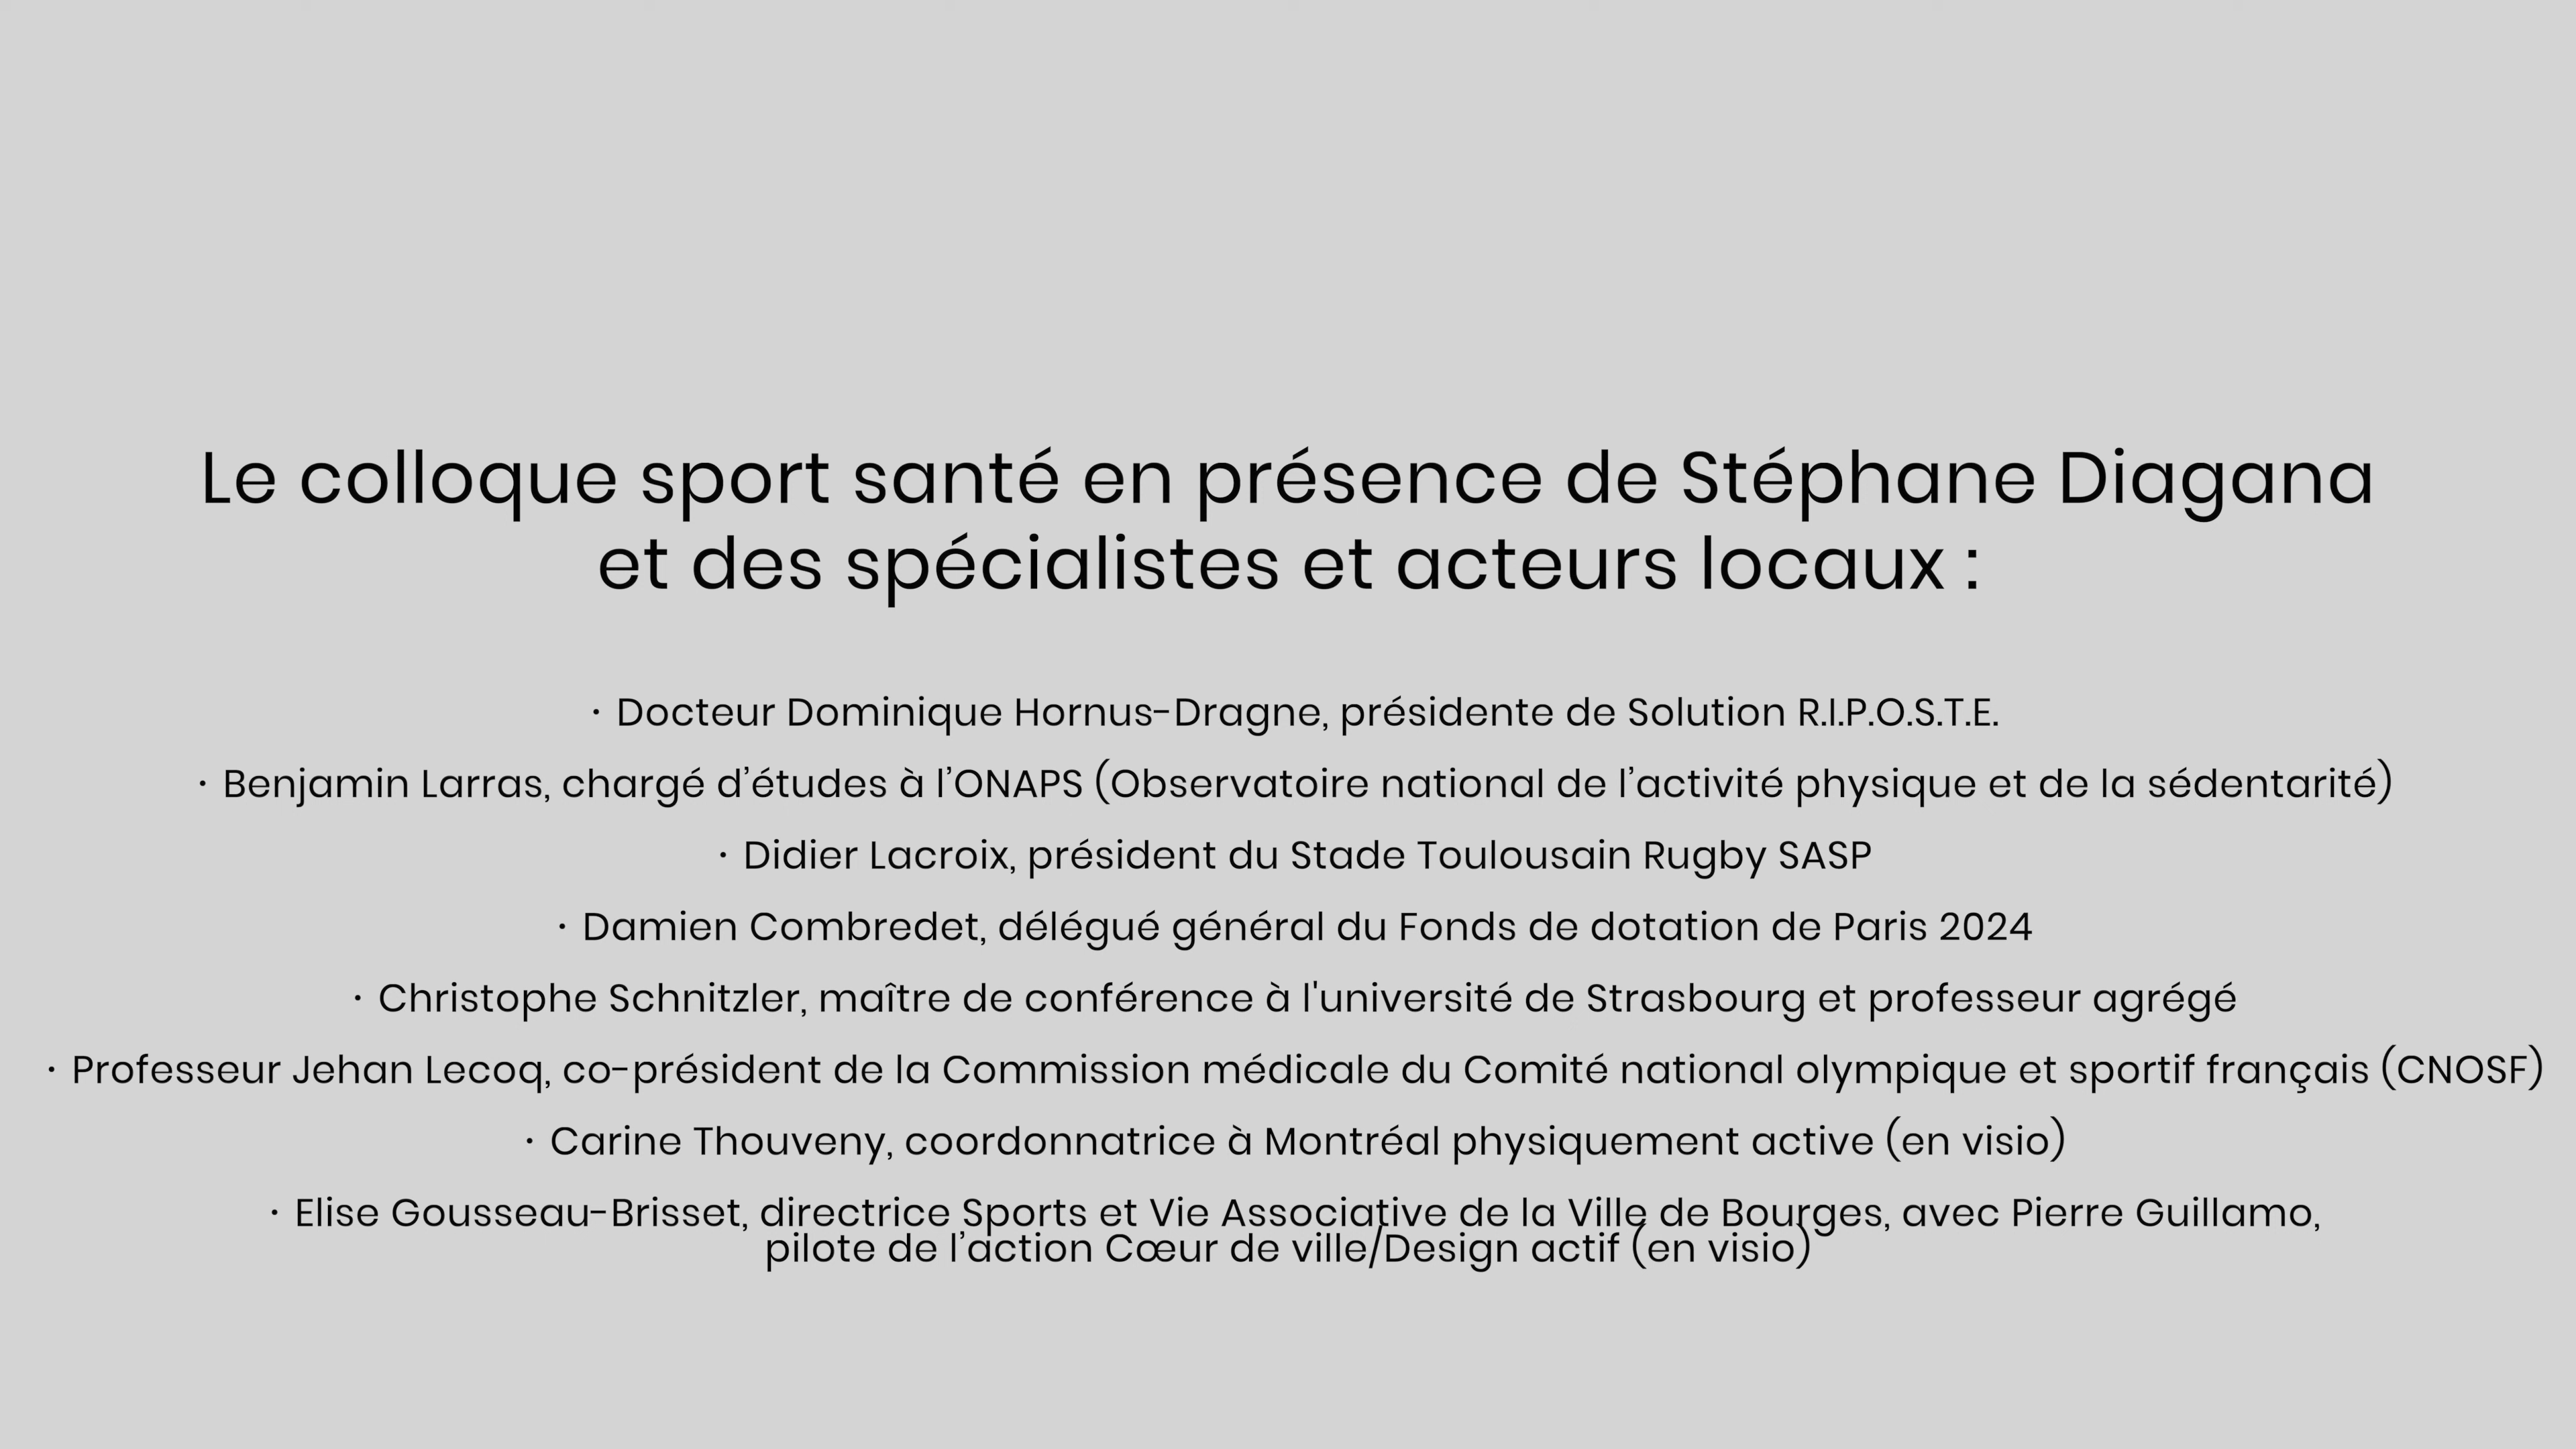 Le colloque sport santé en présence de Stéphane Diagana
et des spécialistes et acteurs locaux :
· Docteur Dominique Hornus-Dragne, présidente de Solution R.I.P.O.S.T.E.
· Benjamin Larras, chargé d’études à l’ONAPS (Observatoire national de l’activité physique et de la sédentarité)
· Didier Lacroix, président du Stade Toulousain Rugby SASP
· Damien Combredet, délégué général du Fonds de dotation de Paris 2024
· Christophe Schnitzler, maître de conférence à l'université de Strasbourg et professeur agrégé
· Professeur Jehan Lecoq, co-président de la Commission médicale du Comité national olympique et sportif français (CNOSF)
· Carine Thouveny, coordonnatrice à Montréal physiquement active (en visio)
· Elise Gousseau-Brisset, directrice Sports et Vie Associative de la Ville de Bourges, avec Pierre Guillamo,
pilote de l’action Cœur de ville/Design actif (en visio)